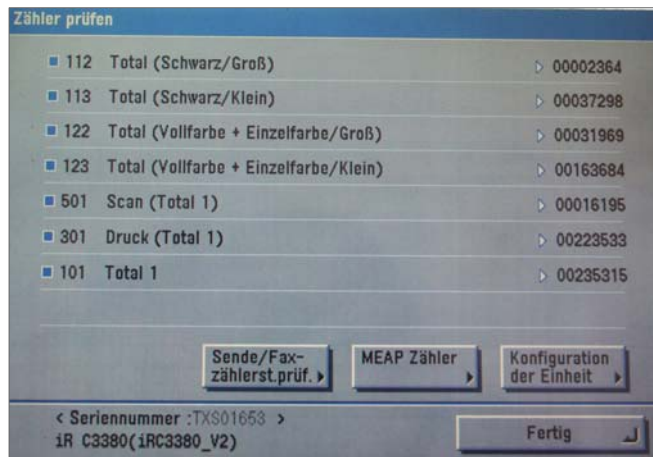 Zähler prüfen
112 Total (Schwarz/Groß) 00002364
113 Total (Schwarz/Klein) 00037298
122 Total (Vollfarbe + Einzelfarbe/Groß) 00031969
123 Total (Vollfarbe + Einzelfarbe/Klein) 00163684
501 Scan (Total 1) 00016195
301 Druck (Total 1) 00223533
101 Total 1 00235315
Sende/Fax-
zählerst.prüf.
MEAP Zähler
Konfiguration
der Einheit
< Seriennummer :TXS01653 >
iR C3380(iRC3380_V2)
Fertig